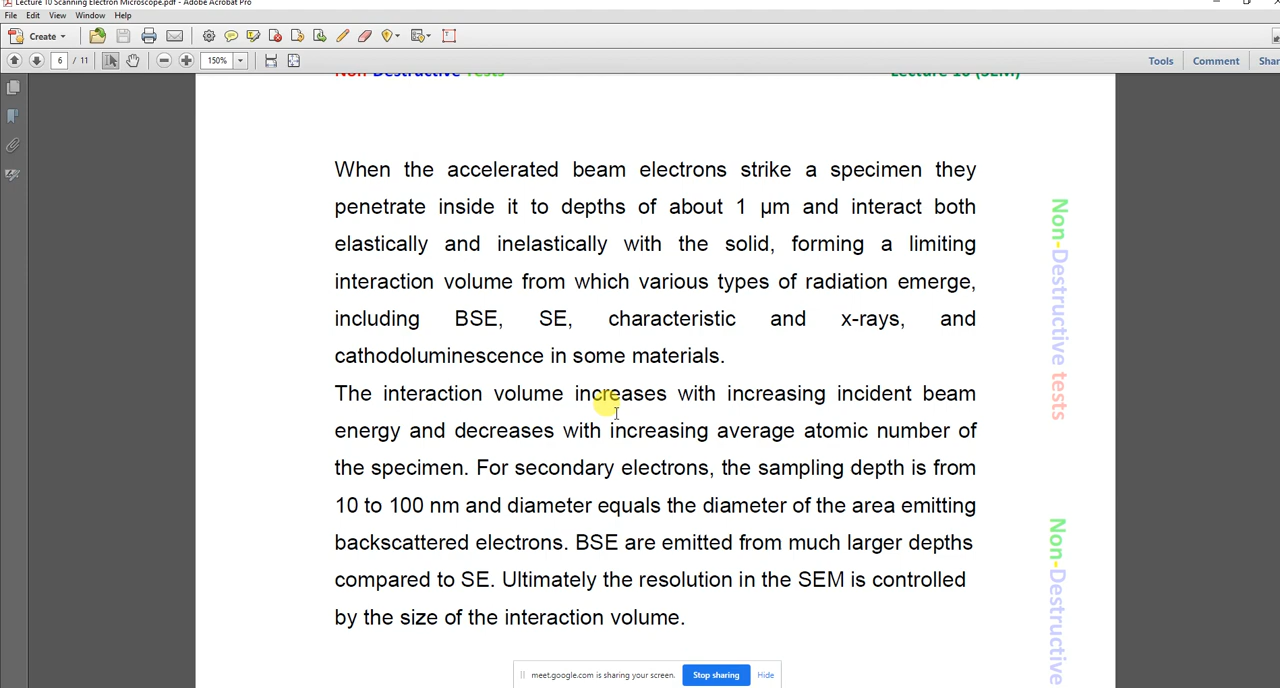 Lecture 10 Scanning Electron Microscope.pdf - Adobe Acrobat Pro
File Edit View Window Help
Create
6 / 11 150% Tools Comment Shar
Non-Destructive Tests Lecture 10 (SEM)
When the accelerated beam electrons strike a specimen they
penetrate inside it to depths of about 1 µm and interact both
elastically and inelastically with the solid, forming a limiting
interaction volume from which various types of radiation emerge,
including BSE, SE, characteristic and x-rays, and
cathodoluminescence in some materials.
The interaction volume increases with increasing incident beam
energy and decreases with increasing average atomic number of
the specimen. For secondary electrons, the sampling depth is from
10 to 100 nm and diameter equals the diameter of the area emitting
backscattered electrons. BSE are emitted from much larger depths
compared to SE. Ultimately the resolution in the SEM is controlled
by the size of the interaction volume.
Non-Destructive tests
Non-Destructive
meet.google.com is sharing your screen. Stop sharing Hide